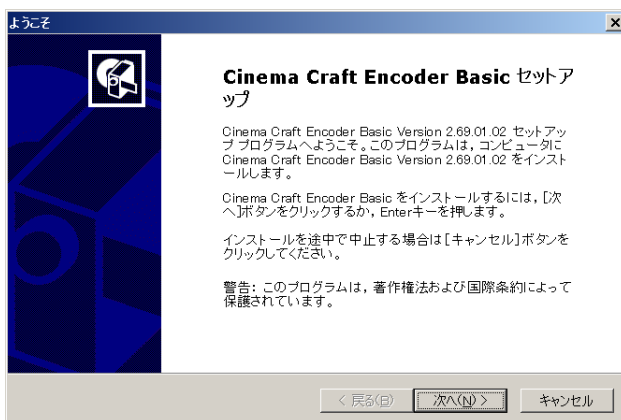 ようこそ
Cinema Craft Encoder Basic セットア
ップ
Cinema Craft Encoder Basic Version 2.69.01.02 セットアッ
プ プログラムへようこそ。このプログラムは，コンピュータに
Cinema Craft Encoder Basic Version 2.69.01.02 をインスト
ールします。
Cinema Craft Encoder Basic をインストールするには，[次
へ]ボタンをクリックするか，Enterキーを押します。
インストールを途中で中止する場合は[キャンセル]ボタンを
クリックしてください。
警告: このプログラムは，著作権法および国際条約によって
保護されています。
< 戻る(B) 次へ(N) > キャンセル